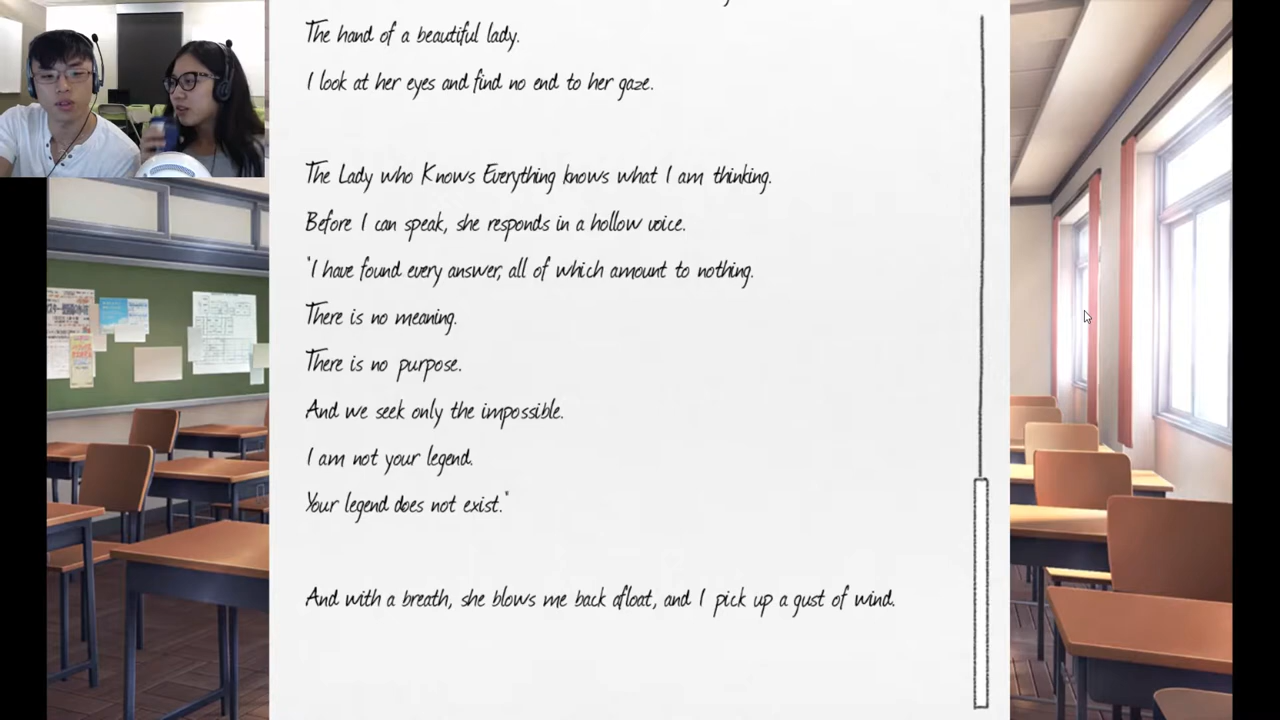 The hand of a beautiful lady.
I look at her eyes and find no end to her gaze.
The Lady who Knows Everything knows what I am thinking.
Before I can speak, she responds in a hollow voice.
"I have found every answer, all of which amount to nothing.
There is no meaning.
There is no purpose.
And we seek only the impossible.
I am not your legend.
Your legend does not exist."
And with a breath, she blows me back afloat, and I pick up a gust of wind.